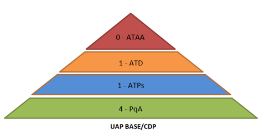 0 - ATAA
1 - ATD
1 - ATPs
4 - PqA
UAP BASE/CDP